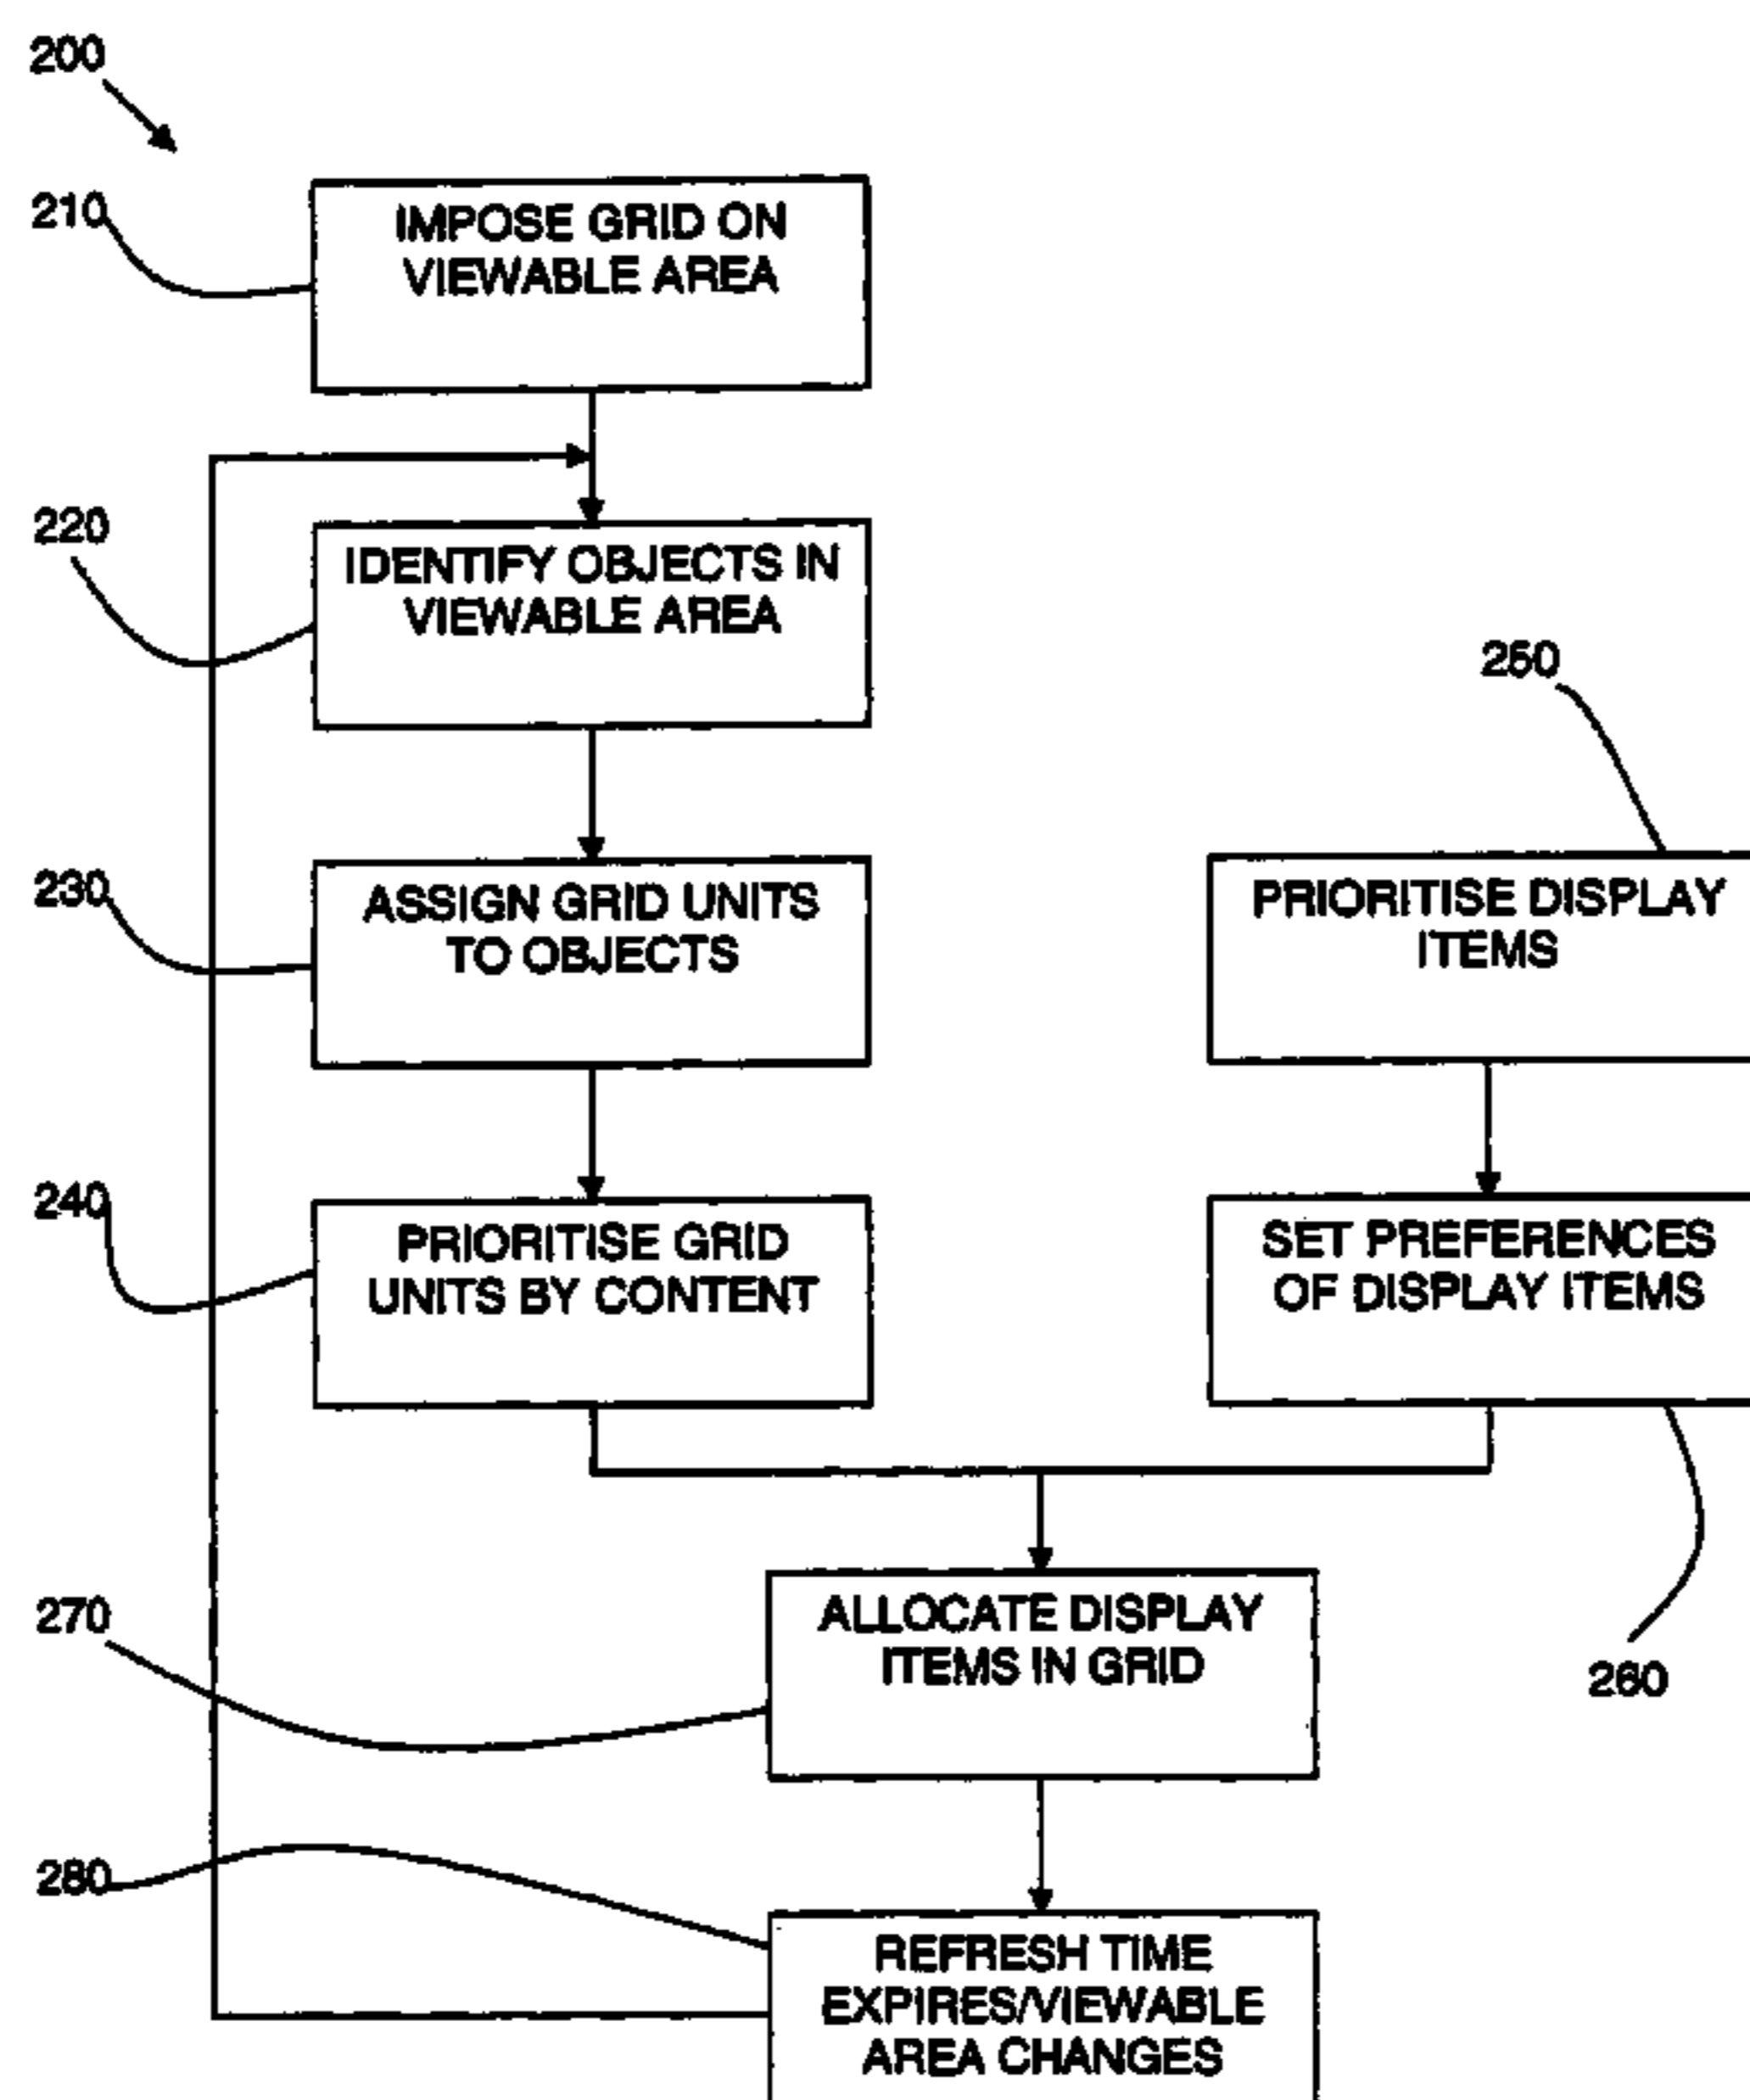 200
210
IMPOSE GRID ON
VIEWABLE AREA
220
IDENTIFY OBJECTS IN
VIEWABLE AREA
250
230
ASSIGN GRID UNITS
TO OBJECTS
PRIORITISE DISPLAY
ITEMS
240
PRIORITISE GRID
UNITS BY CONTENT
SET PREFERENCES
OF DISPLAY ITEMS
270
ALLOCATE DISPLAY
ITEMS IN GRID
260
280
REFRESH TIME
EXPIRES/VIEWABLE
AREA CHANGES